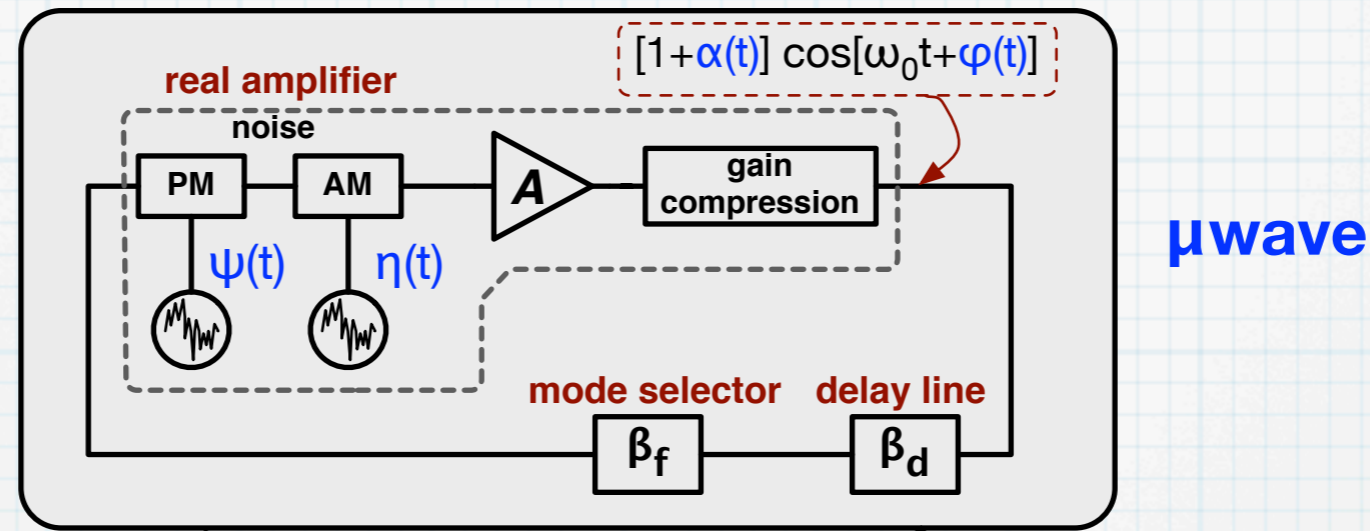 [1+α(t)] cos[ω₀t+φ(t)]
real amplifier
noise
PM
AM
A
gain
compression
ψ(t)
η(t)
μwave
mode selector
delay line
βf
βd